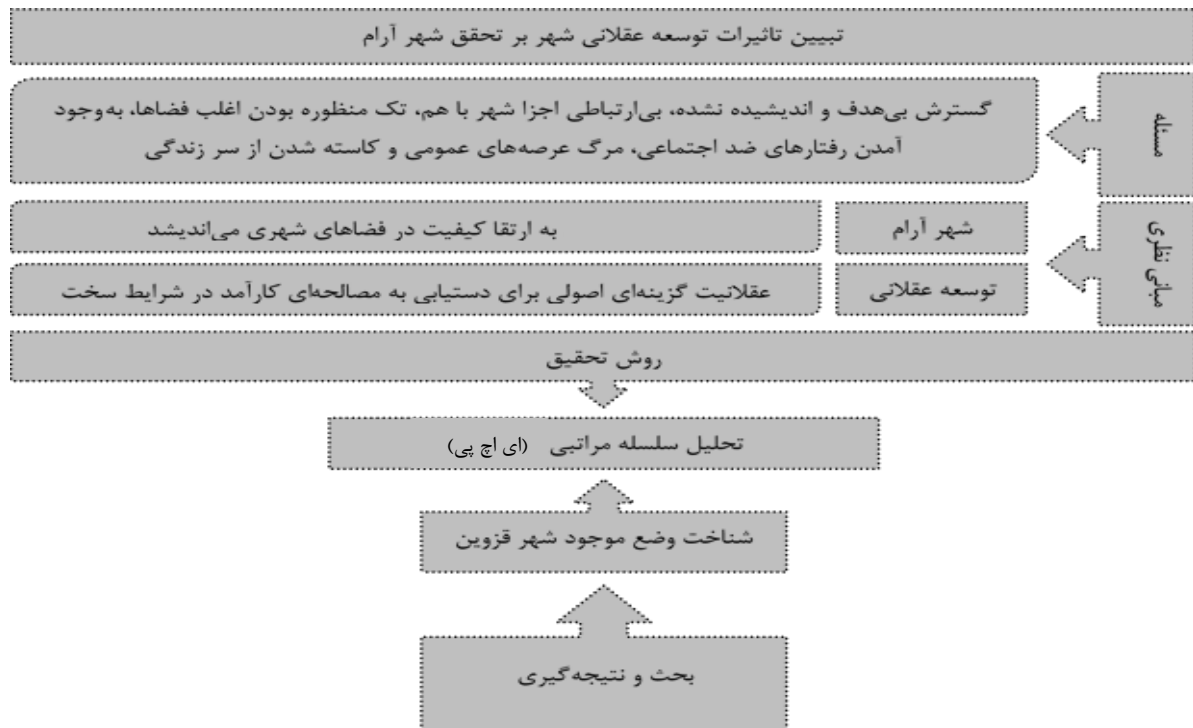 تبیین تاثیرات توسعه عقلانی شهر بر تحقق شهر آرام
مسئله
گسترش بی‌هدف و اندیشیده نشده، بی‌ارتباطی اجزا شهر با هم، تک منظوره بودن اغلب فضاها، به‌وجود
آمدن رفتارهای ضد اجتماعی، مرگ عرصه‌های عمومی و کاسته شدن از سر زندگی
مبانی نظری
شهر آرام
به ارتقا کیفیت در فضاهای شهری می‌اندیشد
توسعه عقلانی
عقلانیت گزینه‌ای اصولی برای دستیابی به مصالحه‌ای کارآمد در شرایط سخت
روش تحقیق
تحلیل سلسله مراتبی (ای اچ پی)
شناخت وضع موجود شهر قزوین
بحث و نتیجه‌گیری